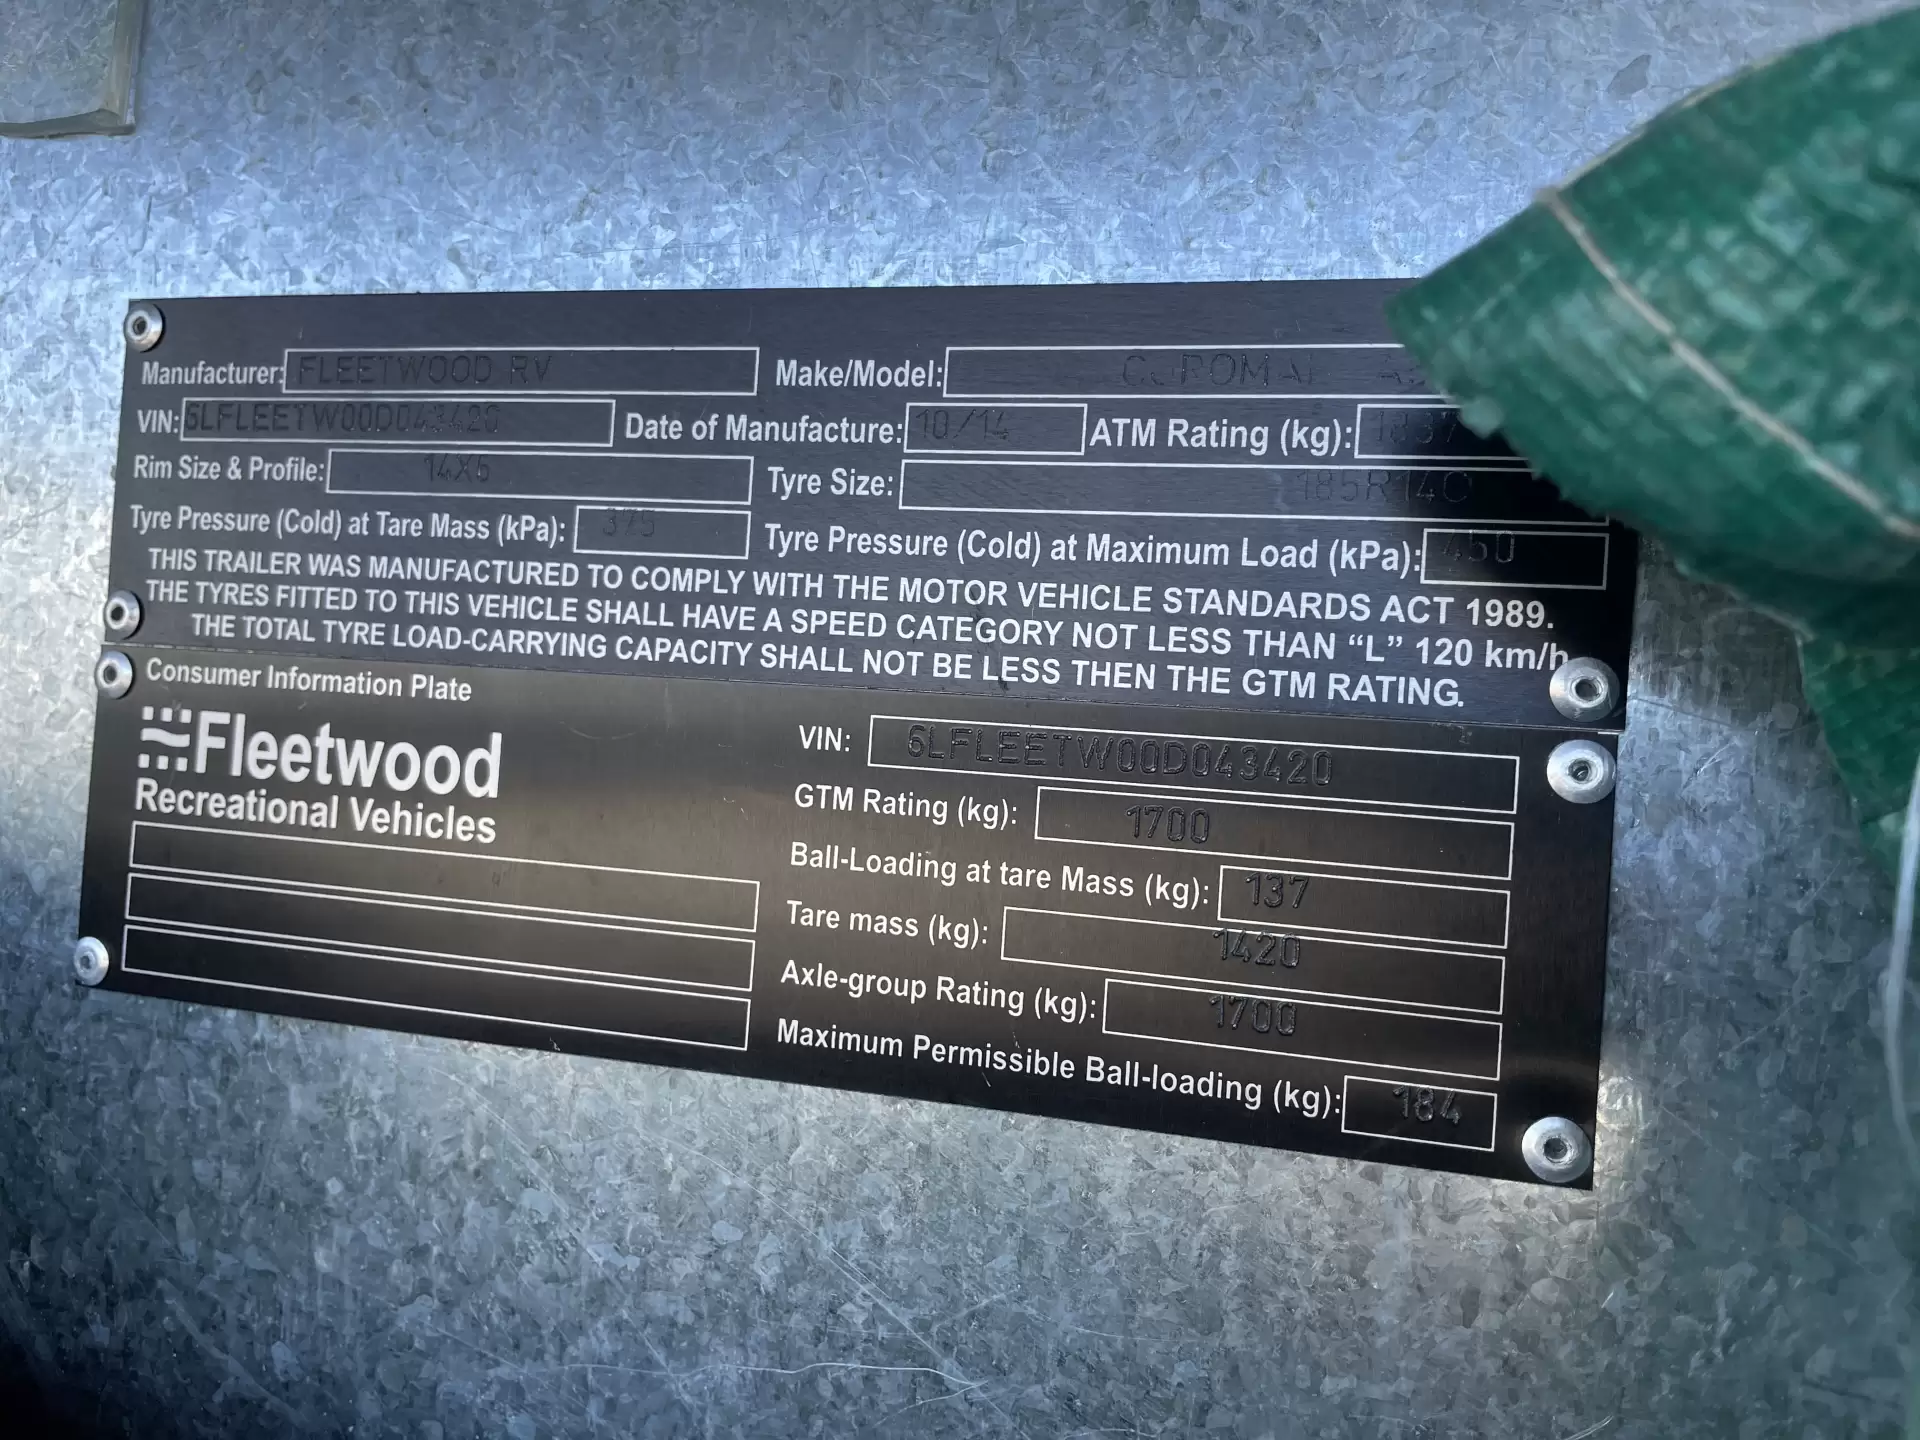 Manufacturer: FLEETWOOD RV Make/Model: COROMAL
VIN: 6LFLEETW00D043420 Date of Manufacture: 10/14 ATM Rating (kg): 1837
Rim Size & Profile: 14X5 Tyre Size: 185R14C
Tyre Pressure (Cold) at Tare Mass (kPa): 375 Tyre Pressure (Cold) at Maximum Load (kPa): 450
THIS TRAILER WAS MANUFACTURED TO COMPLY WITH THE MOTOR VEHICLE STANDARDS ACT 1989.
THE TYRES FITTED TO THIS VEHICLE SHALL HAVE A SPEED CATEGORY NOT LESS THAN “L” 120 km/h
THE TOTAL TYRE LOAD-CARRYING CAPACITY SHALL NOT BE LESS THEN THE GTM RATING.
Consumer Information Plate
Fleetwood
Recreational Vehicles
VIN: 6LFLEETW00D043420
GTM Rating (kg): 1700
Ball-Loading at tare Mass (kg): 137
Tare mass (kg): 1420
Axle-group Rating (kg): 1700
Maximum Permissible Ball-loading (kg): 184